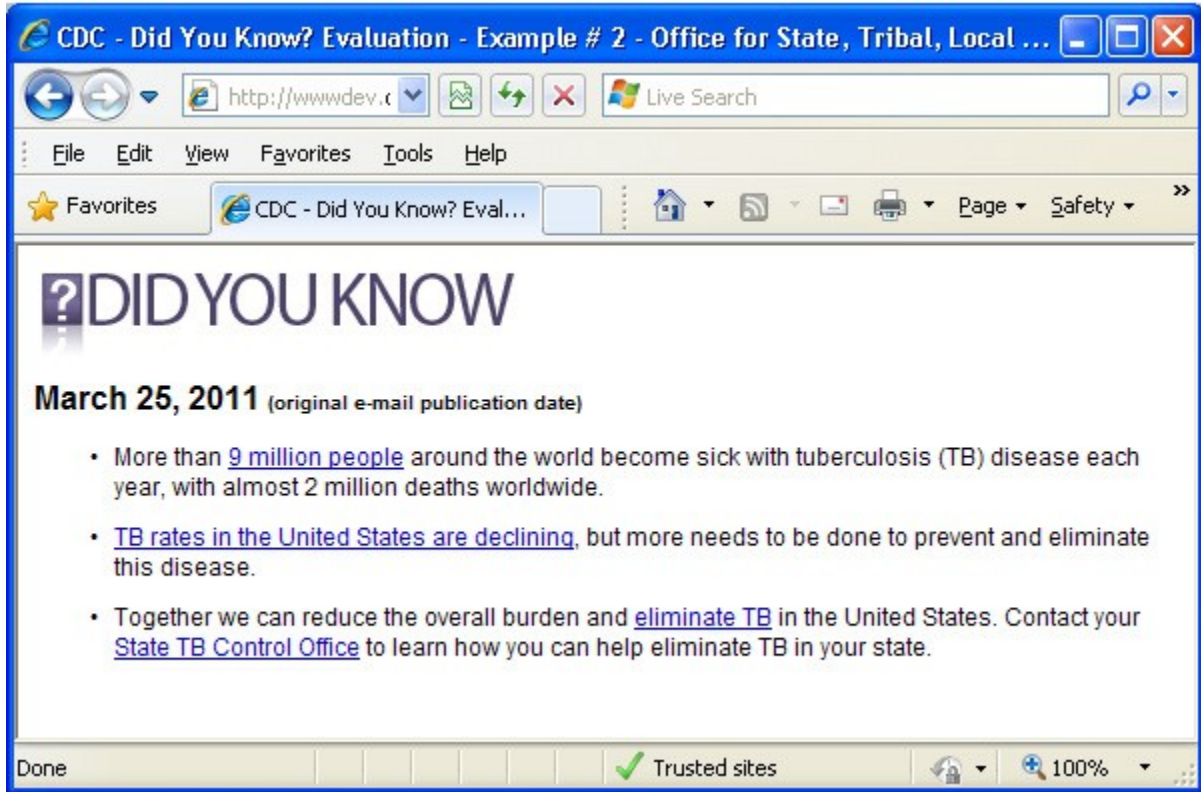 CDC - Did You Know? Evaluation - Example # 2 - Office for State, Tribal, Local ...
http://wwwdev.c Live Search
File Edit View Favorites Tools Help
Favorites CDC - Did You Know? Eval... Page Safety »
? DID YOU KNOW
March 25, 2011 (original e-mail publication date)
• More than 9 million people around the world become sick with tuberculosis (TB) disease each
year, with almost 2 million deaths worldwide.
• TB rates in the United States are declining, but more needs to be done to prevent and eliminate
this disease.
• Together we can reduce the overall burden and eliminate TB in the United States. Contact your
State TB Control Office to learn how you can help eliminate TB in your state.
Done Trusted sites 100%